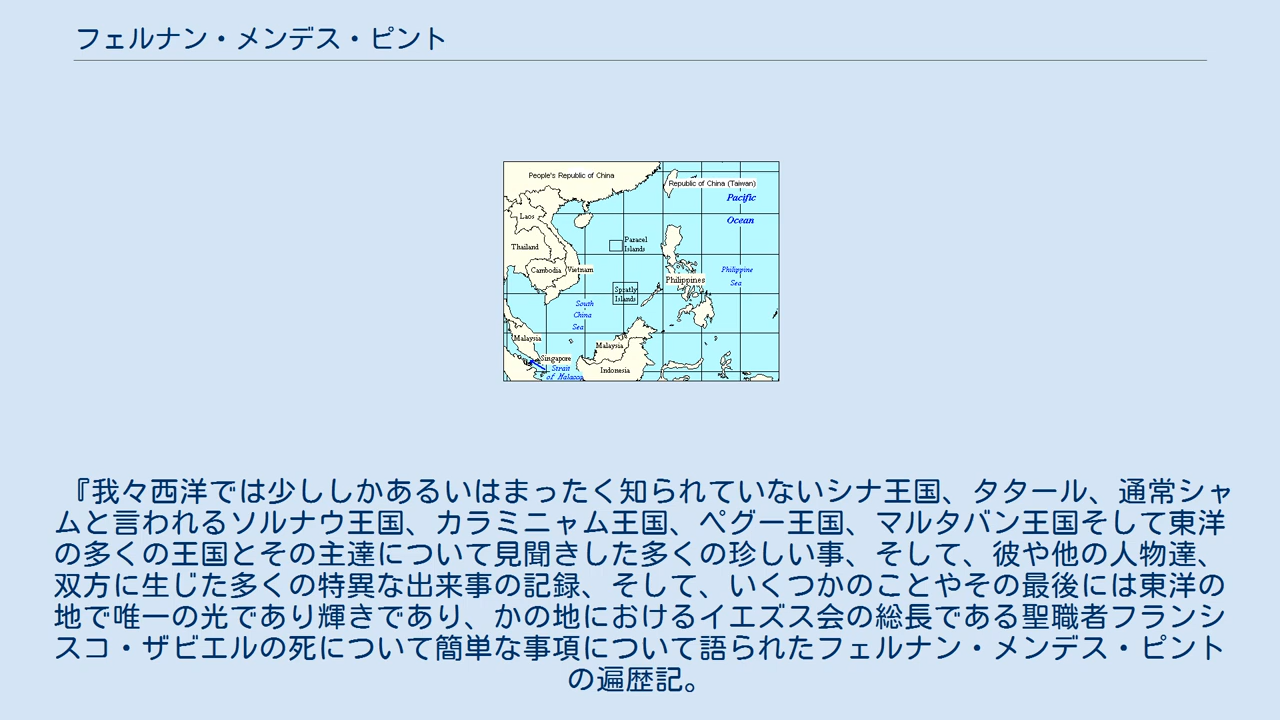 フェルナン・メンデス・ピント
People's Republic of China
Republic of China (Taiwan)
Pacific
Ocean
Laos
Paracel
Islands
Thailand
Cambodia
Vietnam
Philippines
Philippine
Sea
Spratly
Islands
South
China
Sea
Malaysia
Malaysia
Singapore
Strait
of Malacca
Indonesia
『我々西洋では少ししかあるいはまったく知られていないシナ王国、タタール、通常シャ
ムと言われるソルナウ王国、カラミニャム王国、ペグー王国、マルタバン王国そして東洋
の多くの王国とその主達について見聞きした多くの珍しい事、そして、彼や他の人物達、
双方に生じた多くの特異な出来事の記録、そして、いくつかのことやその最後には東洋の
地で唯一の光であり輝きであり、かの地におけるイエズス会の総長である聖職者フランシ
スコ・ザビエルの死について簡単な事項について語られたフェルナン・メンデス・ピント
の遍歴記。